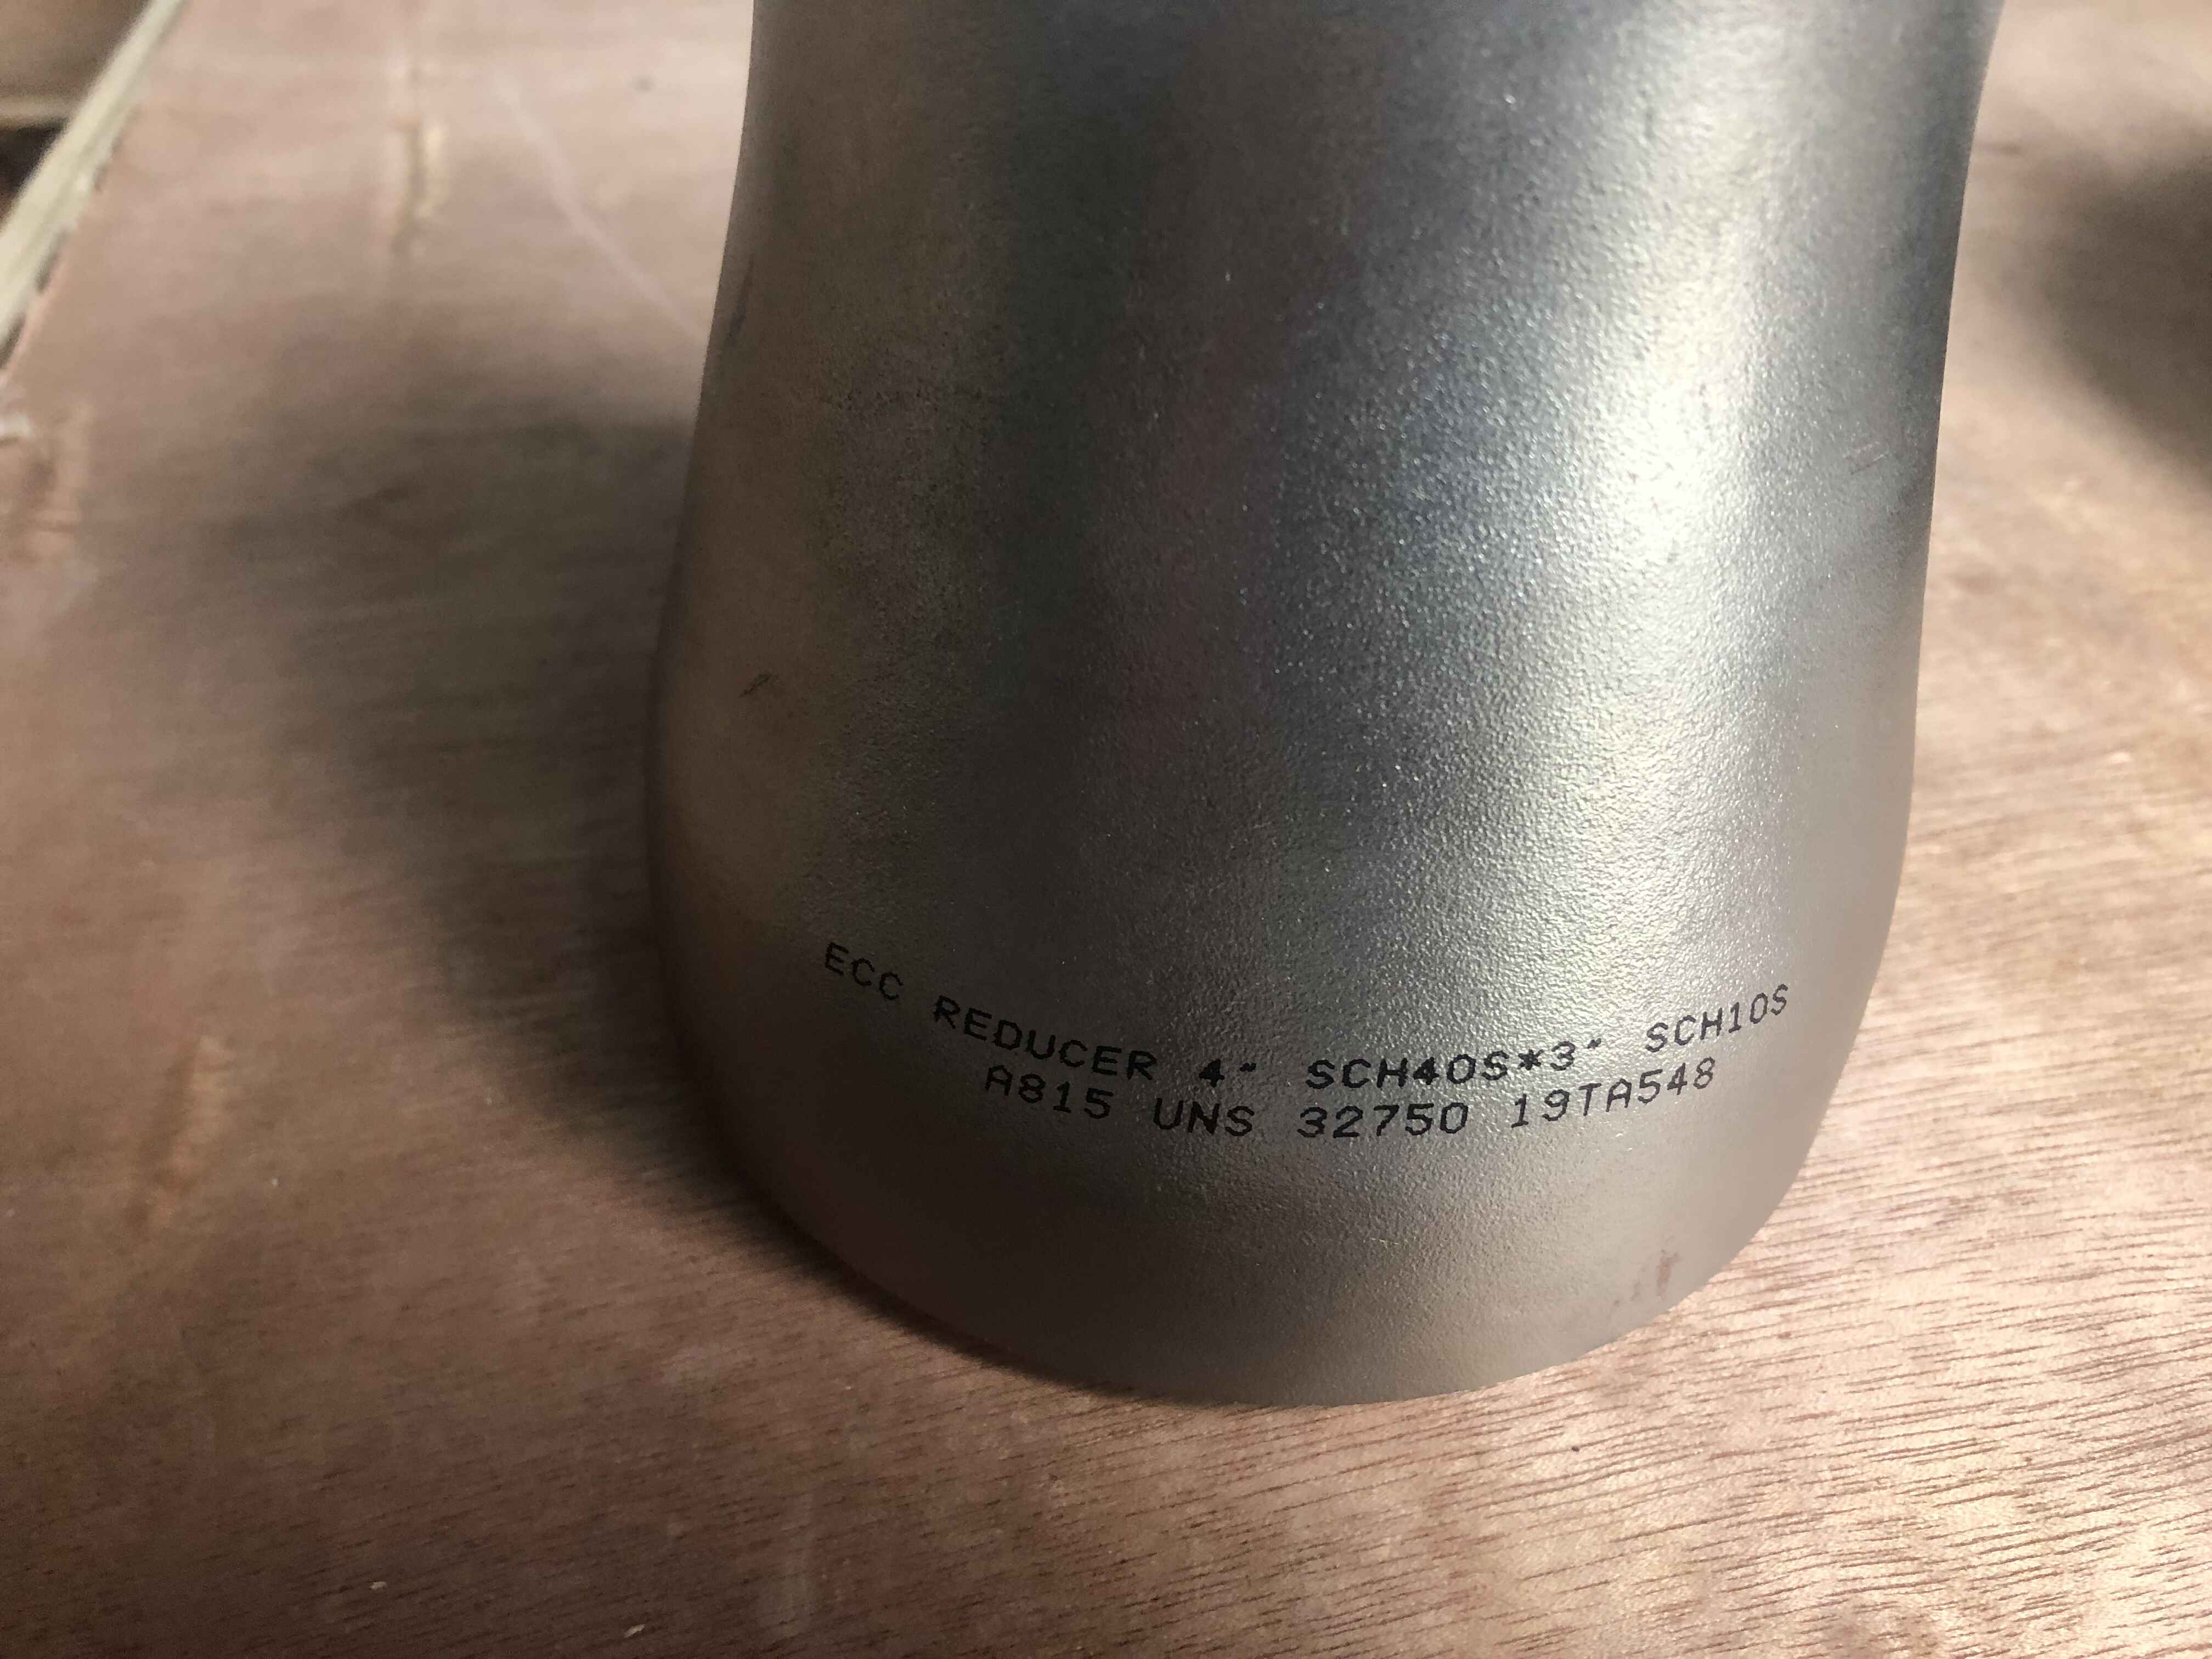 ECC REDUCER 4" SCH40S*3" SCH10S
A815 UNS 32750 19TA548